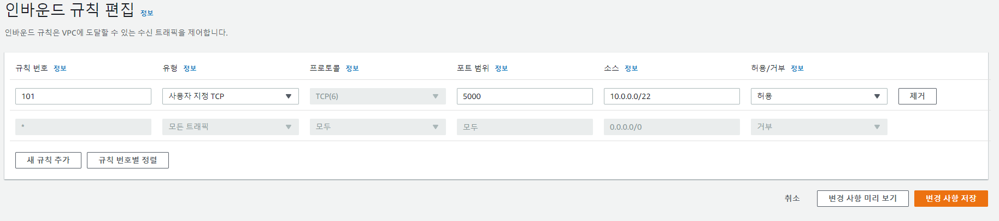 인바운드 규칙 편집 정보
인바운드 규칙은 VPC에 도달할 수 있는 수신 트래픽을 제어합니다.
규칙 번호 정보 유형 정보 프로토콜 정보 포트 범위 정보 소스 정보 허용/거부 정보
101 사용자 지정 TCP TCP(6) 5000 10.0.0.0/22 허용 제거
* 모든 트래픽 모두 모두 0.0.0.0/0 거부
새 규칙 추가 규칙 번호별 정렬
취소 변경 사항 미리 보기 변경 사항 저장